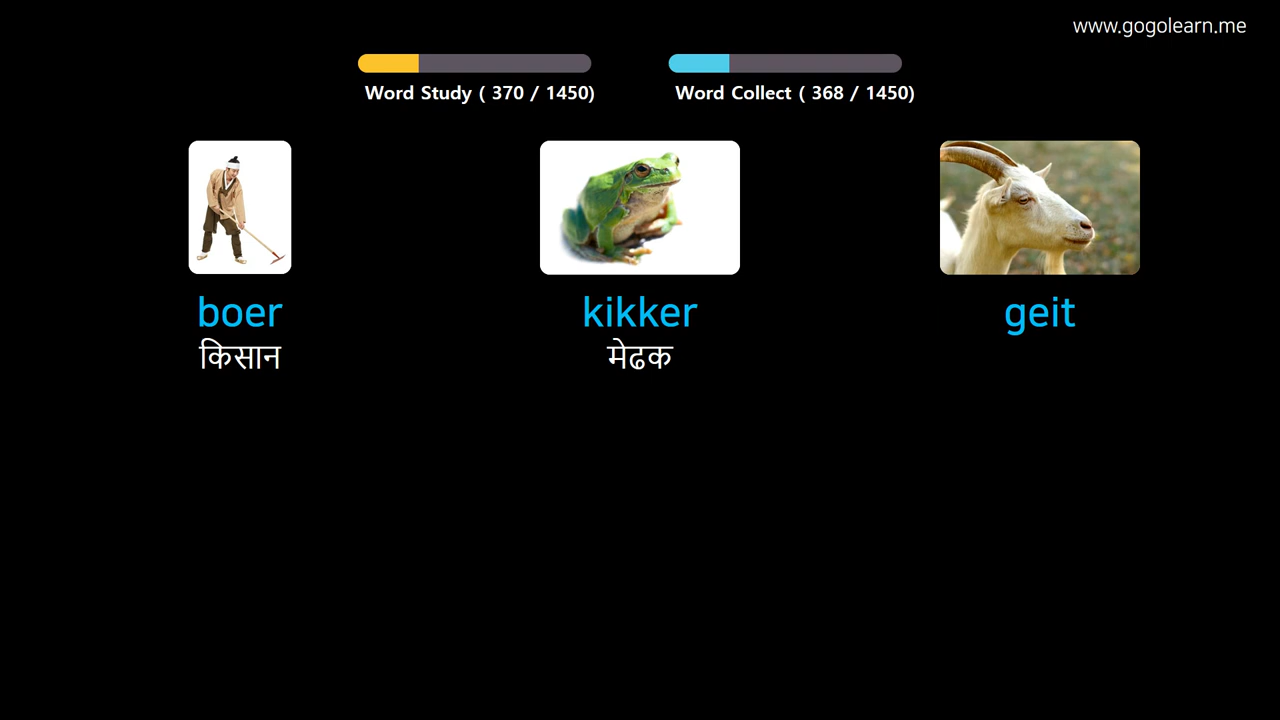 www.gogolearn.me
Word Study ( 370 / 1450)
Word Collect ( 368 / 1450)
boer
kikker
geit
किसान
मेढक